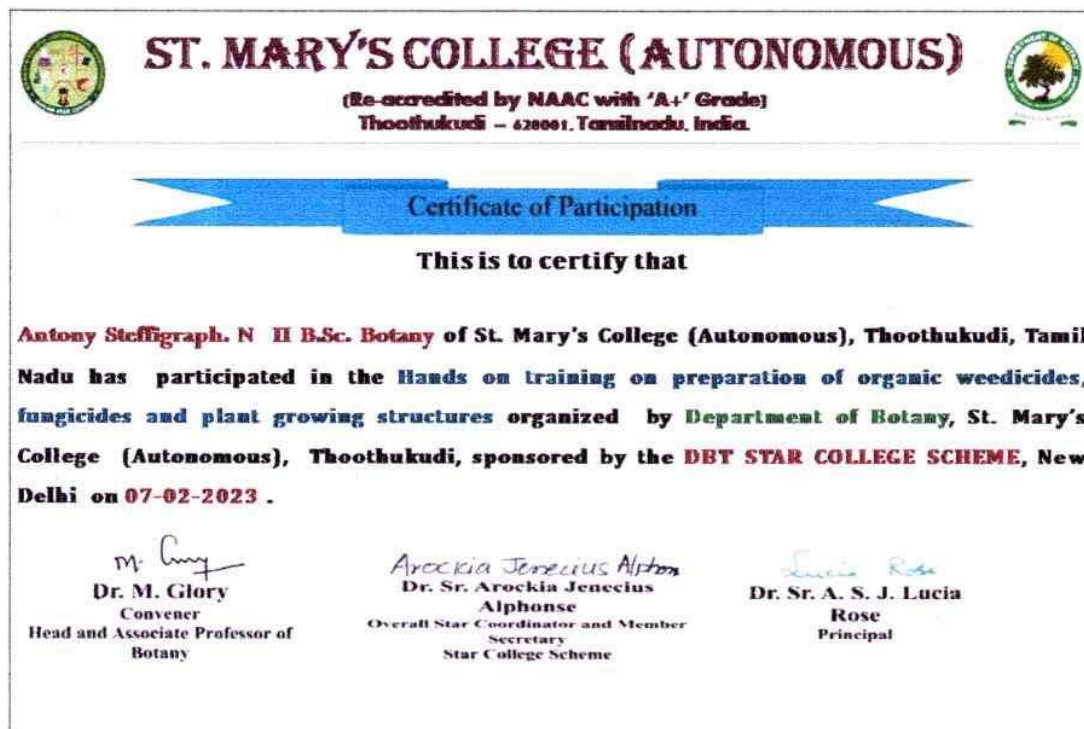 ST. MARY'S COLLEGE (AUTONOMOUS)
(Re-accredited by NAAC with 'A+' Grade)
Thoothukudi – 628001, Tamilnadu, India.
Certificate of Participation
This is to certify that
Antony Steffigraph. N II B.Sc. Botany of St. Mary's College (Autonomous), Thoothukudi, Tamil
Nadu has participated in the Hands on training on preparation of organic weedicides,
fungicides and plant growing structures organized by Department of Botany, St. Mary's
College (Autonomous), Thoothukudi, sponsored by the DBT STAR COLLEGE SCHEME, New
Delhi on 07-02-2023 .
Arockia Jenecius Alphon
Lucia Rose
Dr. M. Glory
Convener
Head and Associate Professor of
Botany
Dr. Sr. Arockia Jenecius
Alphonse
Overall Star Coordinator and Member
Secretary
Star College Scheme
Dr. Sr. A. S. J. Lucia
Rose
Principal
DEPARTMENT OF BOTANY